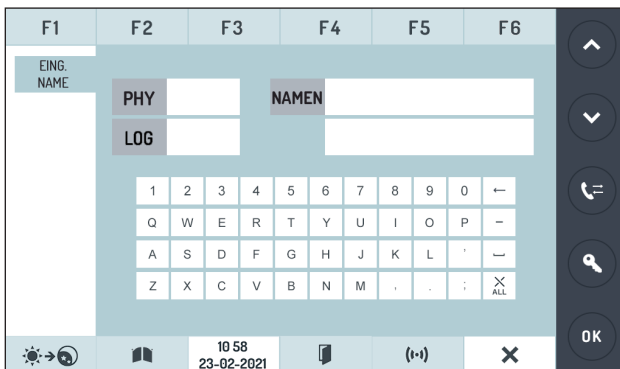 F1 F2 F3 F4 F5 F6
EING.
NAME
PHY NAMEN
LOG
1 2 3 4 5 6 7 8 9 0 ←
Q W E R T Y U I O P –
A S D F G H J K L '
Z X C V B N M , . ; X
ALL
OK
10 58
23-02-2021